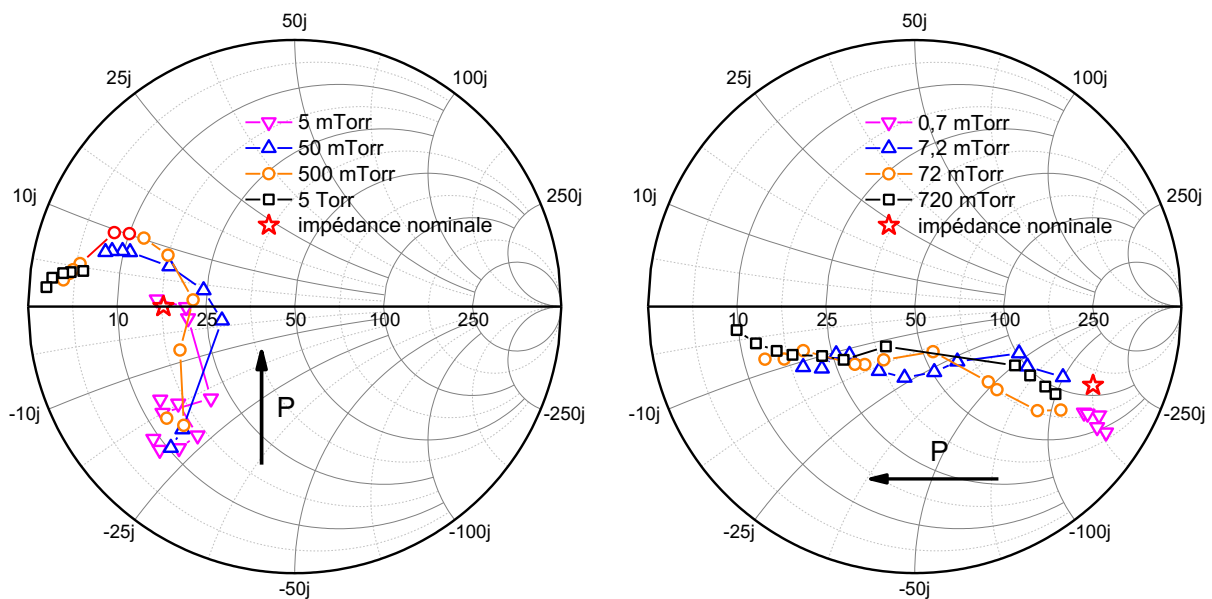 50j
25j
100j
5 mTorr
50 mTorr
500 mTorr
5 Torr
impédance nominale
10j
250j
10
25
50
100
250
P
-10j
-250j
-25j
-100j
-50j
50j
25j
100j
0,7 mTorr
7,2 mTorr
72 mTorr
720 mTorr
impédance nominale
10j
250j
10
25
50
100
250
P
-10j
-250j
-25j
-100j
-50j